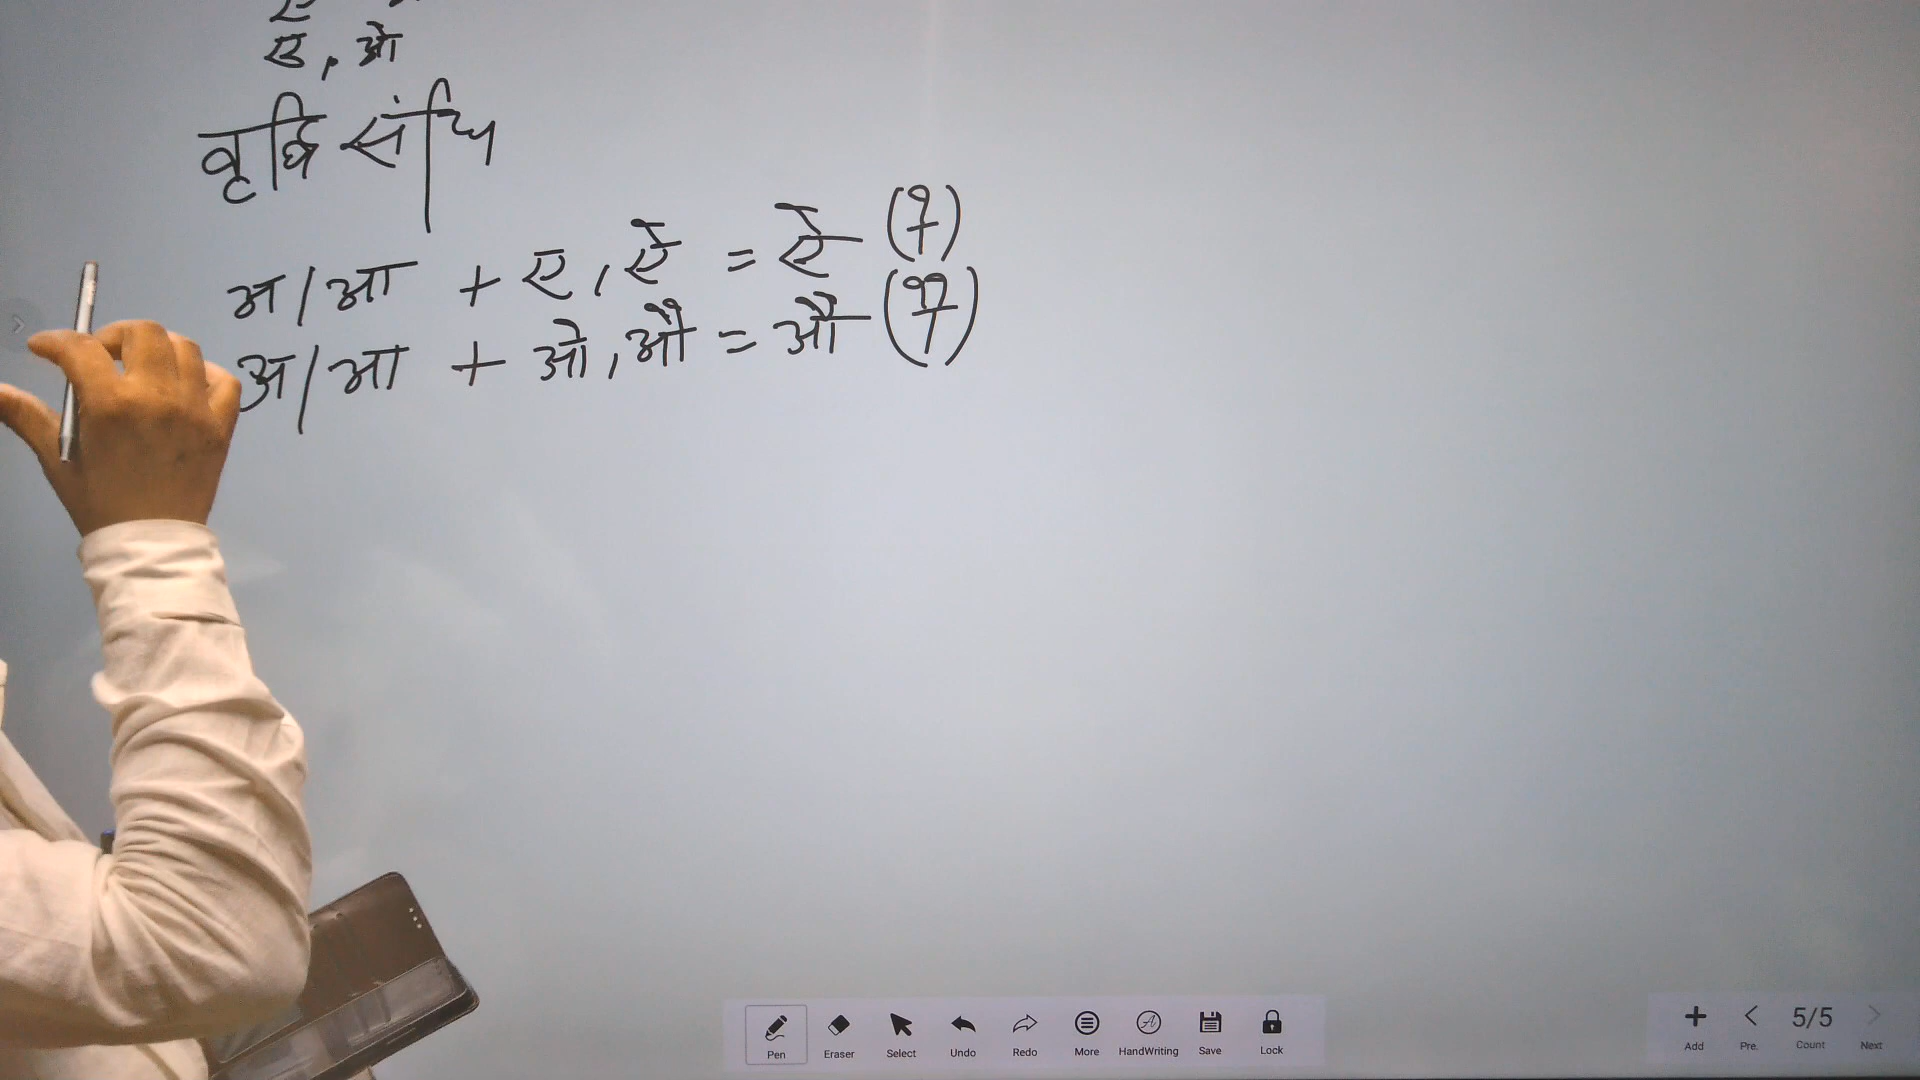 ए, ओ
वृद्धि संधि
अ/आ + ए, ऐ = ऐ
अ/आ + ओ, औ = औ
Pen Eraser Select Undo Redo More HandWriting Save Lock
Add Pre. 5/5 Count Next